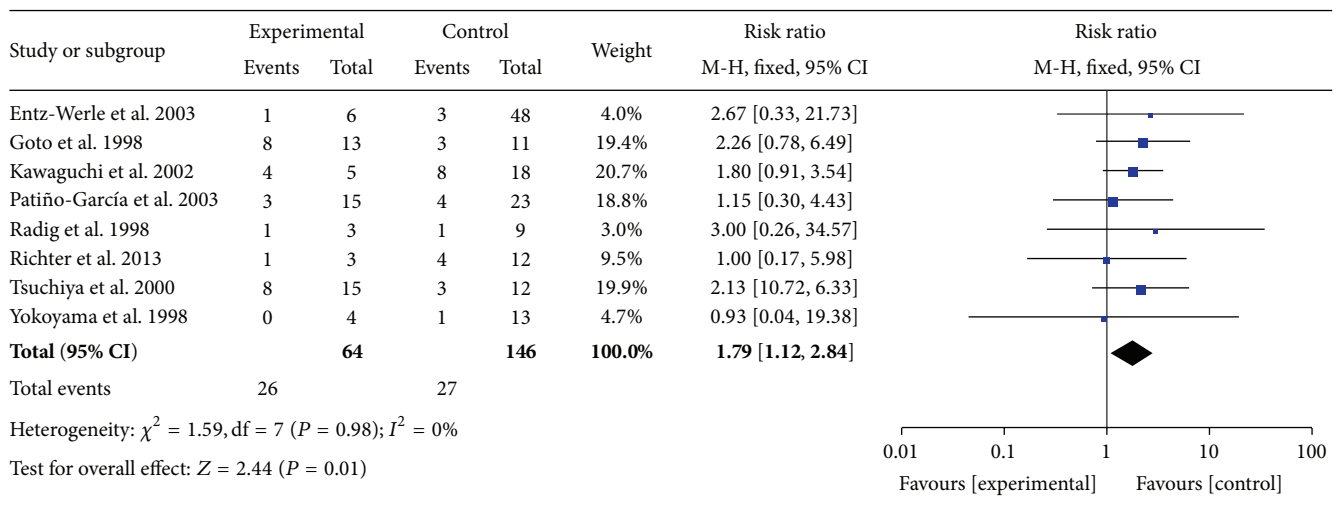 Study or subgroup Experimental Control Weight Risk ratio Risk ratio
Events Total Events Total M-H, fixed, 95% CI M-H, fixed, 95% CI
Entz-Werle et al. 2003 1 6 3 48 4.0% 2.67 [0.33, 21.73]
Goto et al. 1998 8 13 3 11 19.4% 2.26 [0.78, 6.49]
Kawaguchi et al. 2002 4 5 8 18 20.7% 1.80 [0.91, 3.54]
Patiño-García et al. 2003 3 15 4 23 18.8% 1.15 [0.30, 4.43]
Radig et al. 1998 1 3 1 9 3.0% 3.00 [0.26, 34.57]
Richter et al. 2013 1 3 4 12 9.5% 1.00 [0.17, 5.98]
Tsuchiya et al. 2000 8 15 3 12 19.9% 2.13 [10.72, 6.33]
Yokoyama et al. 1998 0 4 1 13 4.7% 0.93 [0.04, 19.38]
Total (95% CI) 64 146 100.0% 1.79 [1.12, 2.84]
Total events 26 27
Heterogeneity: χ² = 1.59, df = 7 (P = 0.98); I² = 0%
Test for overall effect: Z = 2.44 (P = 0.01)
0.01 0.1 1 10 100
Favours [experimental] Favours [control]